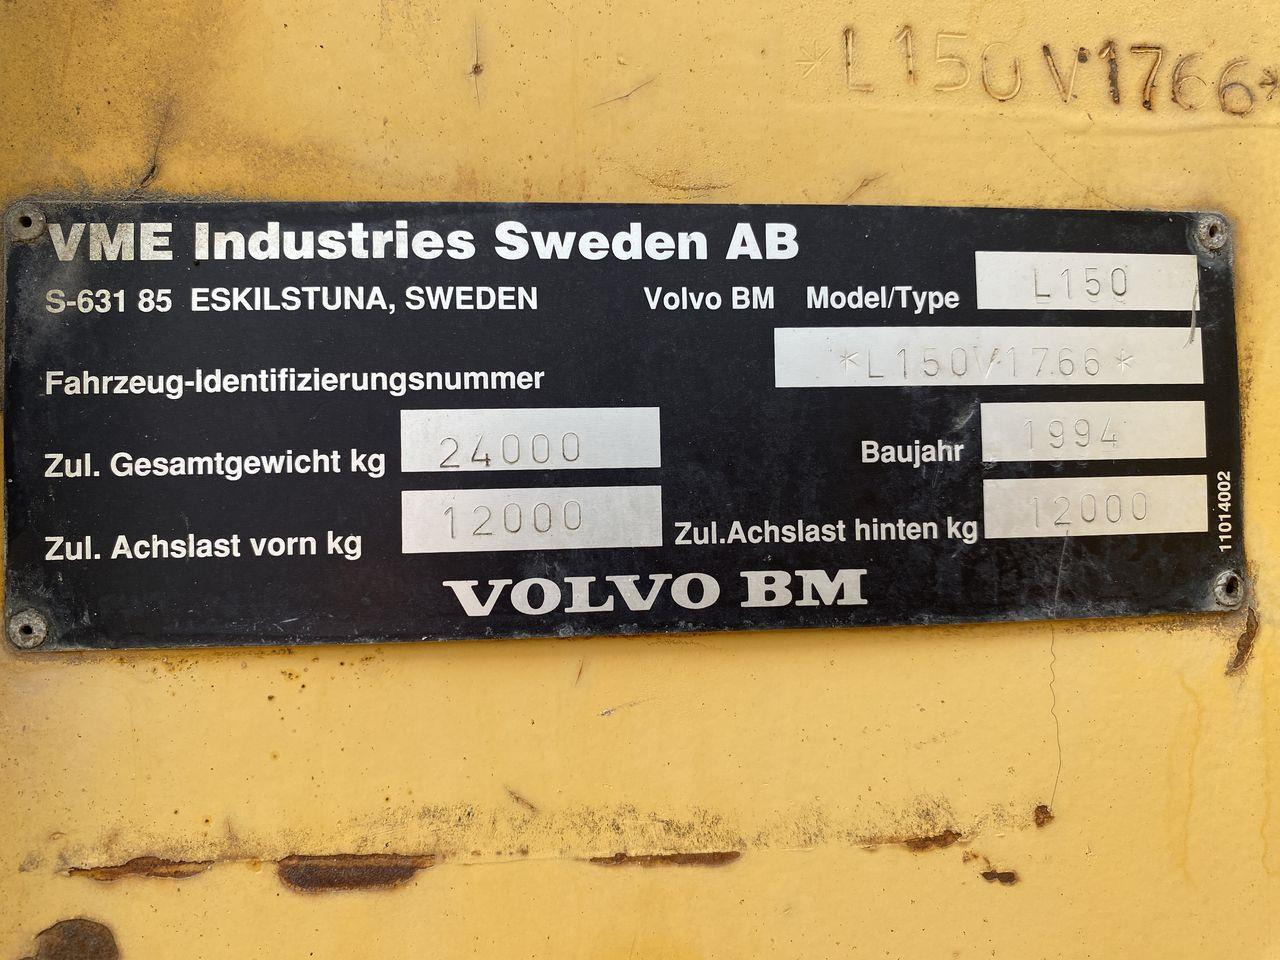 *L150V1766*
VME Industries Sweden AB
S-631 85 ESKILSTUNA, SWEDEN Volvo BM Model/Type L150
Fahrzeug-Identifizierungsnummer *L150V1766*
Zul. Gesamtgewicht kg 24000 Baujahr 1994
Zul. Achslast vorn kg 12000 Zul.Achslast hinten kg 12000
VOLVO BM
11014002